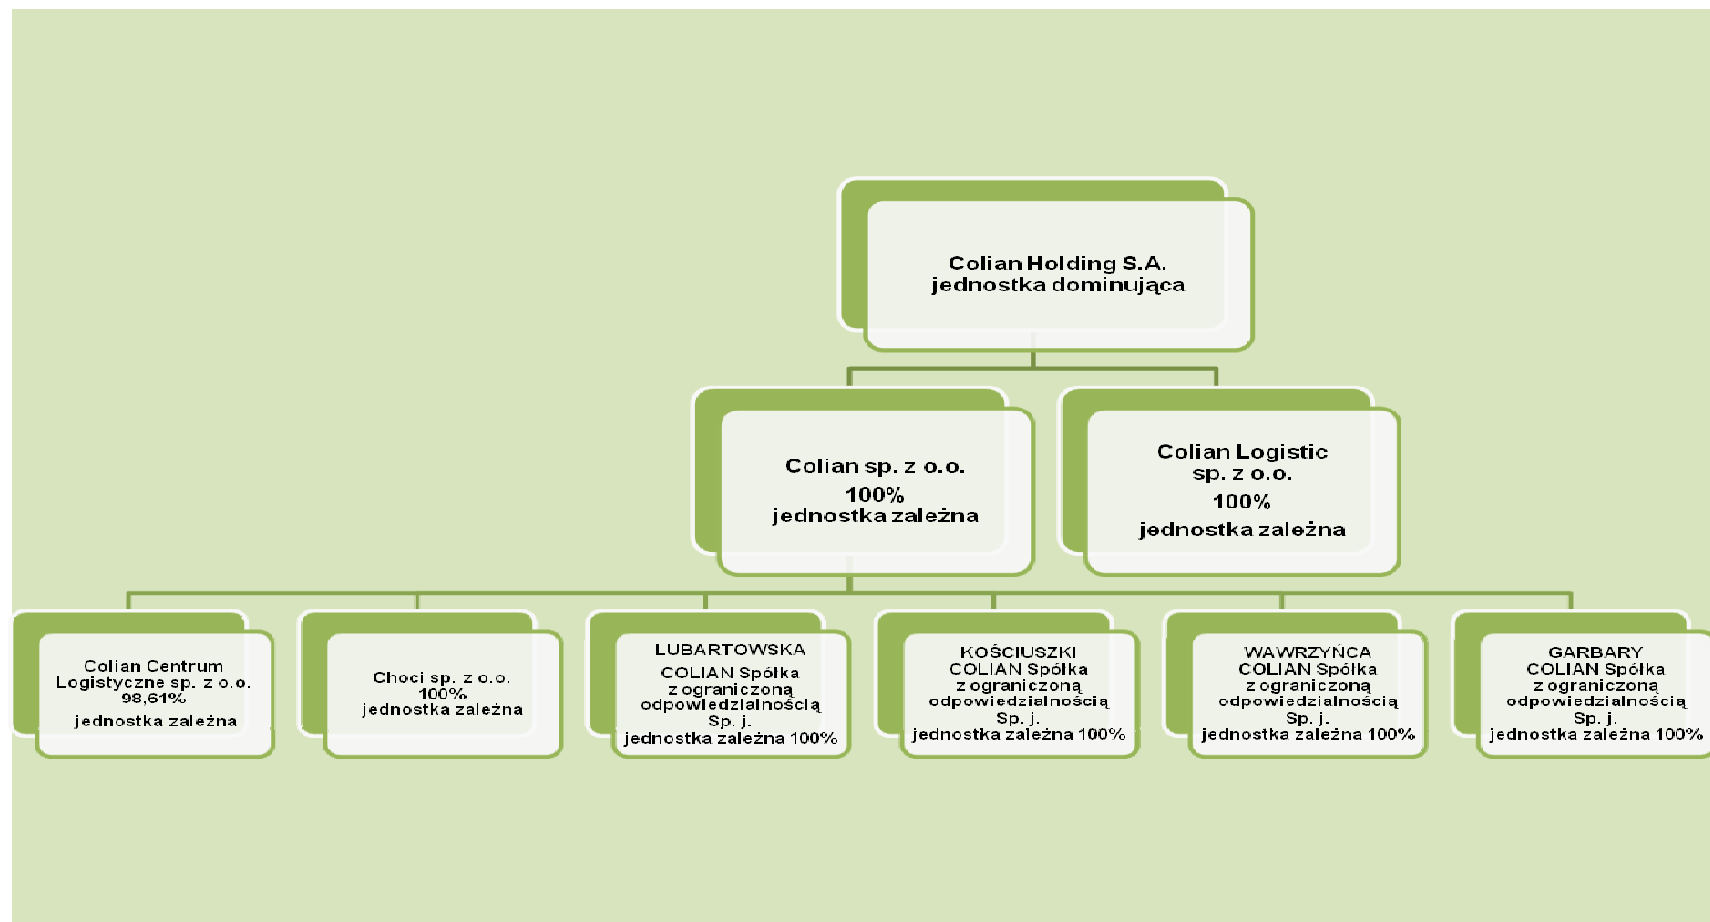 Colian Holding S.A.
jednostka dominująca
Colian sp. z o.o.
100%
jednostka zależna
Colian Logistic
sp. z o.o.
100%
jednostka zależna
Colian Centrum
Logistyczne sp. z o.o.
98,61%
jednostka zależna
Choci sp. z o.o.
100%
jednostka zależna
LUBARTOWSKA
COLIAN Spółka
z ograniczoną
odpowiedzialnością
Sp. j.
jednostka zależna 100%
KOŚCIUSZKI
COLIAN Spółka
z ograniczoną
odpowiedzialnością
Sp. j.
jednostka zależna 100%
WAWRZYŃCA
COLIAN Spółka
z ograniczoną
odpowiedzialnością
Sp. j.
jednostka zależna 100%
GARBARY
COLIAN Spółka
z ograniczoną
odpowiedzialnością
Sp. j.
jednostka zależna 100%